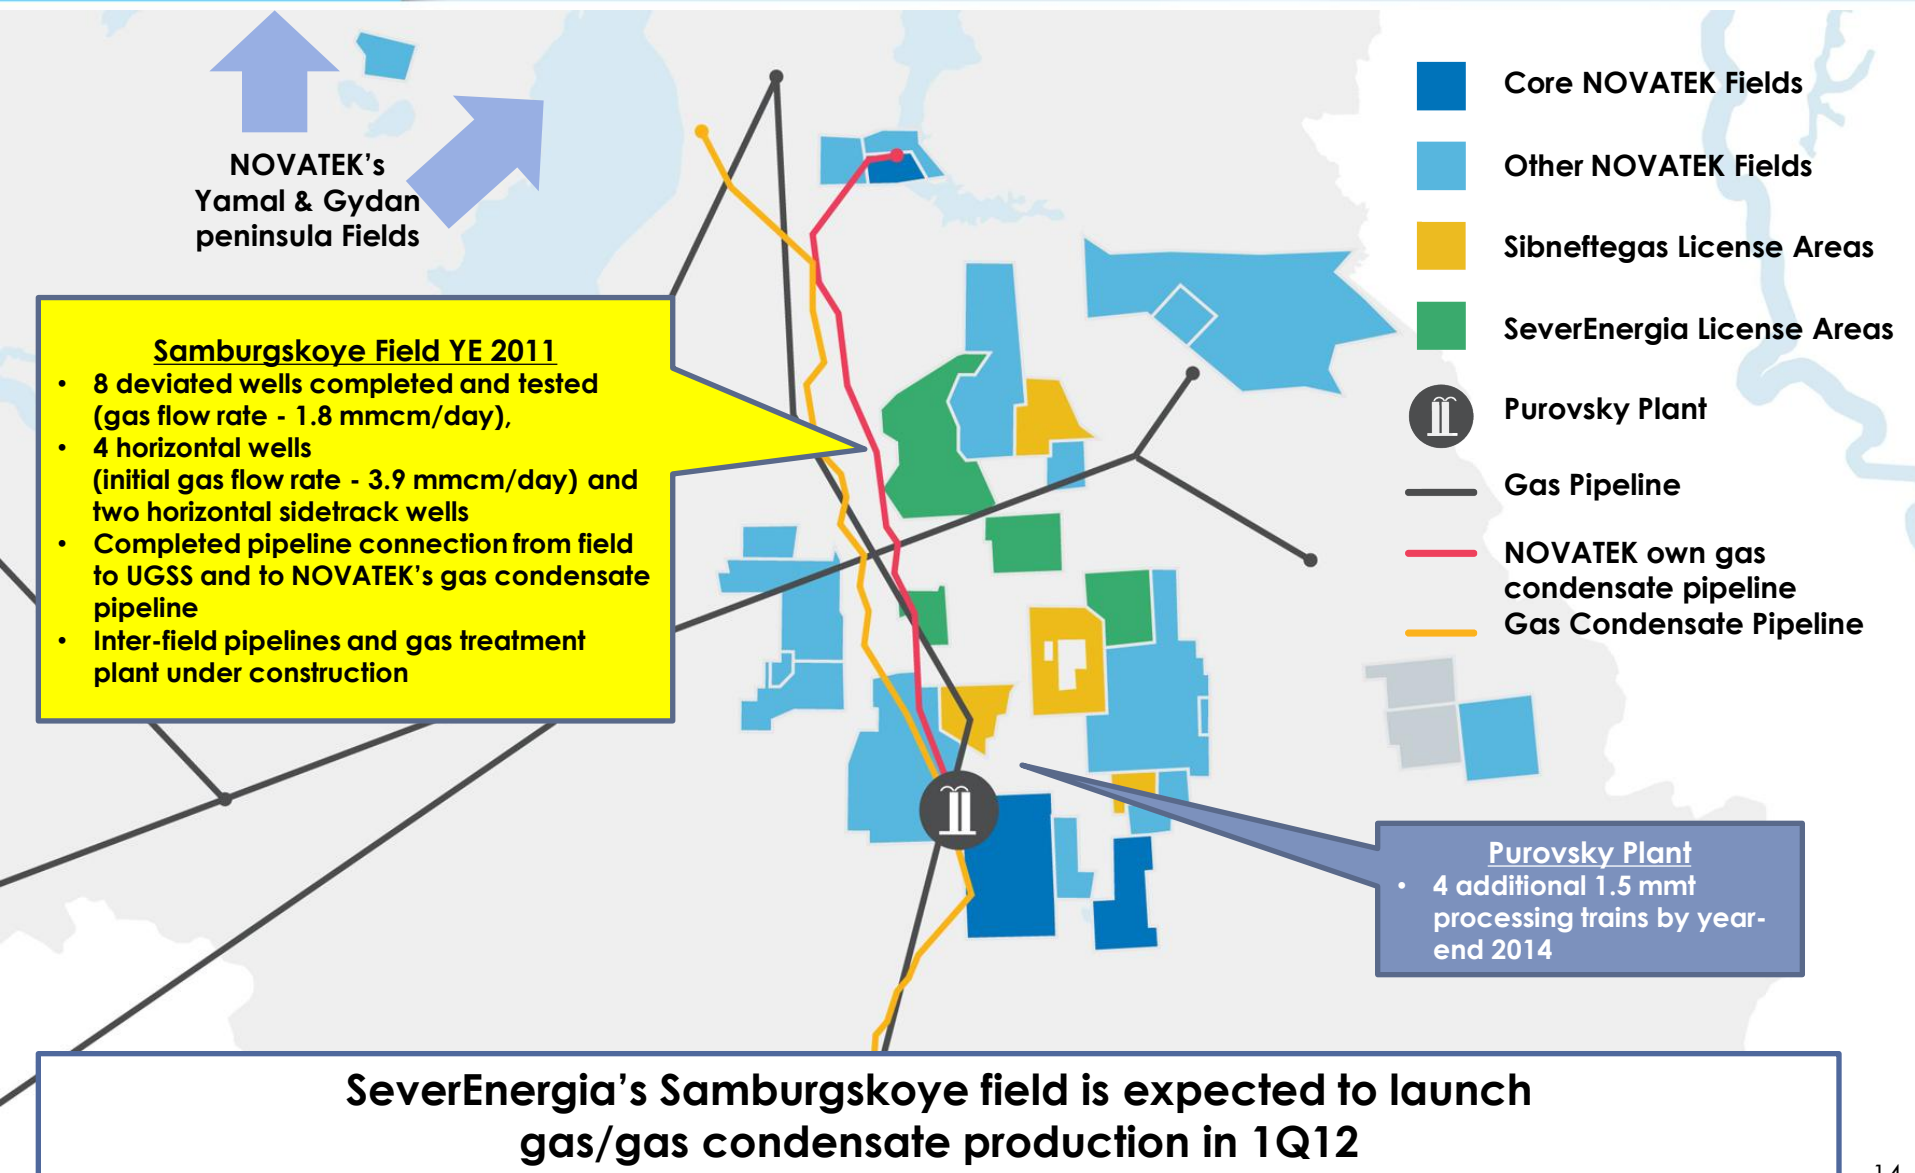 NOVATEK's
Yamal & Gydan
peninsula Fields
Core NOVATEK Fields
Other NOVATEK Fields
Sibneftegas License Areas
SeverEnergia License Areas
Purovsky Plant
Gas Pipeline
NOVATEK own gas
condensate pipeline
Gas Condensate Pipeline
Samburgskoye Field YE 2011
• 8 deviated wells completed and tested
(gas flow rate - 1.8 mmcm/day),
• 4 horizontal wells
(initial gas flow rate - 3.9 mmcm/day) and
two horizontal sidetrack wells
• Completed pipeline connection from field
to UGSS and to NOVATEK's gas condensate
pipeline
• Inter-field pipelines and gas treatment
plant under construction
Purovsky Plant
• 4 additional 1.5 mmt
processing trains by year-
end 2014
SeverEnergia's Samburgskoye field is expected to launch
gas/gas condensate production in 1Q12
14